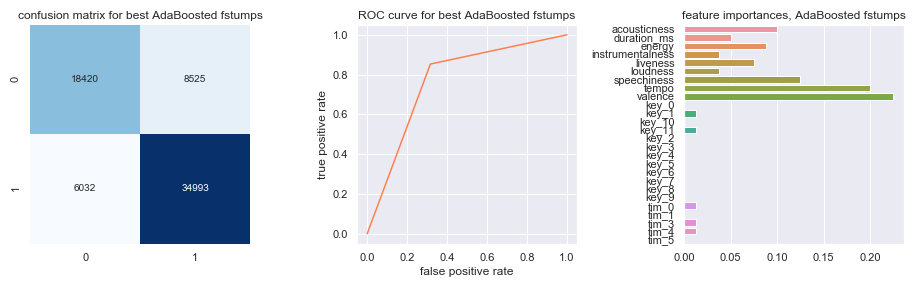 confusion matrix for best AdaBoosted fstumps
0
1
18420
8525
6032
34993
0
1
ROC curve for best AdaBoosted fstumps
true positive rate
1.0
0.8
0.6
0.4
0.2
0.0
0.0
0.2
0.4
0.6
0.8
1.0
false positive rate
feature importances, AdaBoosted fstumps
acousticness
duration_ms
energy
instrumentalness
liveness
loudness
speechiness
tempo
valence
key_0
key_1
key_10
key_11
key_2
key_3
key_4
key_5
key_6
key_7
key_8
key_9
tim_0
tim_1
tim_3
tim_4
tim_5
0.00
0.05
0.10
0.15
0.20